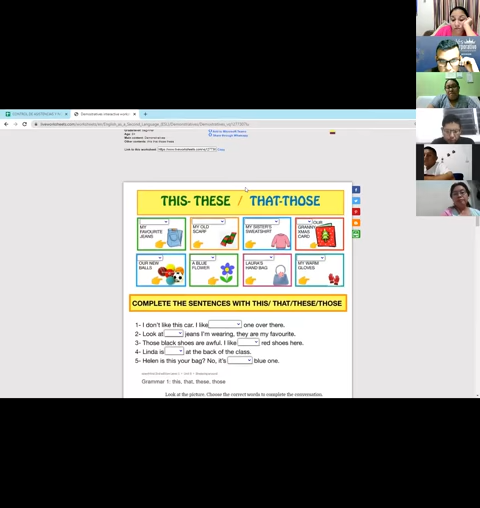 THIS- THESE / THAT-THOSE
MY FAVOURITE JEANS
MY OLD SCARF
MY SISTER'S SWEATSHIRT
OUR GRANNY XMAS CARD
OUR NEW BALLS
A BLUE FLOWER
LAURA'S HAND BAG
MY WARM GLOVES
COMPLETE THE SENTENCES WITH THIS/ THAT/THESE/THOSE
1- I don't like this car. I like one over there.
2- Look at jeans I'm wearing, they are my favourite.
3- Those black shoes are awful. I like red shoes here.
4- Linda is at the back of the class.
5- Helen is this your bag? No, it's blue one.
Grammar 1: this, that, these, those
Look at the picture. Choose the correct words to complete the conversation.